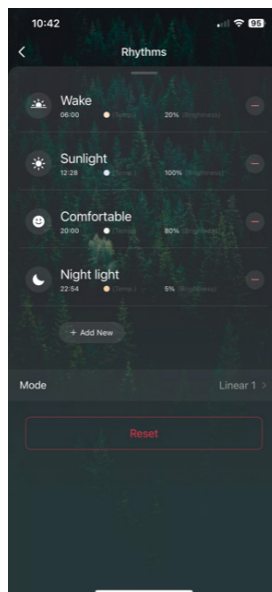 10:42
95
Rhythms
Wake
06:00 (Temp.) 20% (Brightness)
Sunlight
12:28 (Temp.) 100% (Brightness)
Comfortable
20:00 (Temp.) 80% (Brightness)
Night light
22:54 (Temp.) 5% (Brightness)
+ Add New
Mode Linear 1
Reset